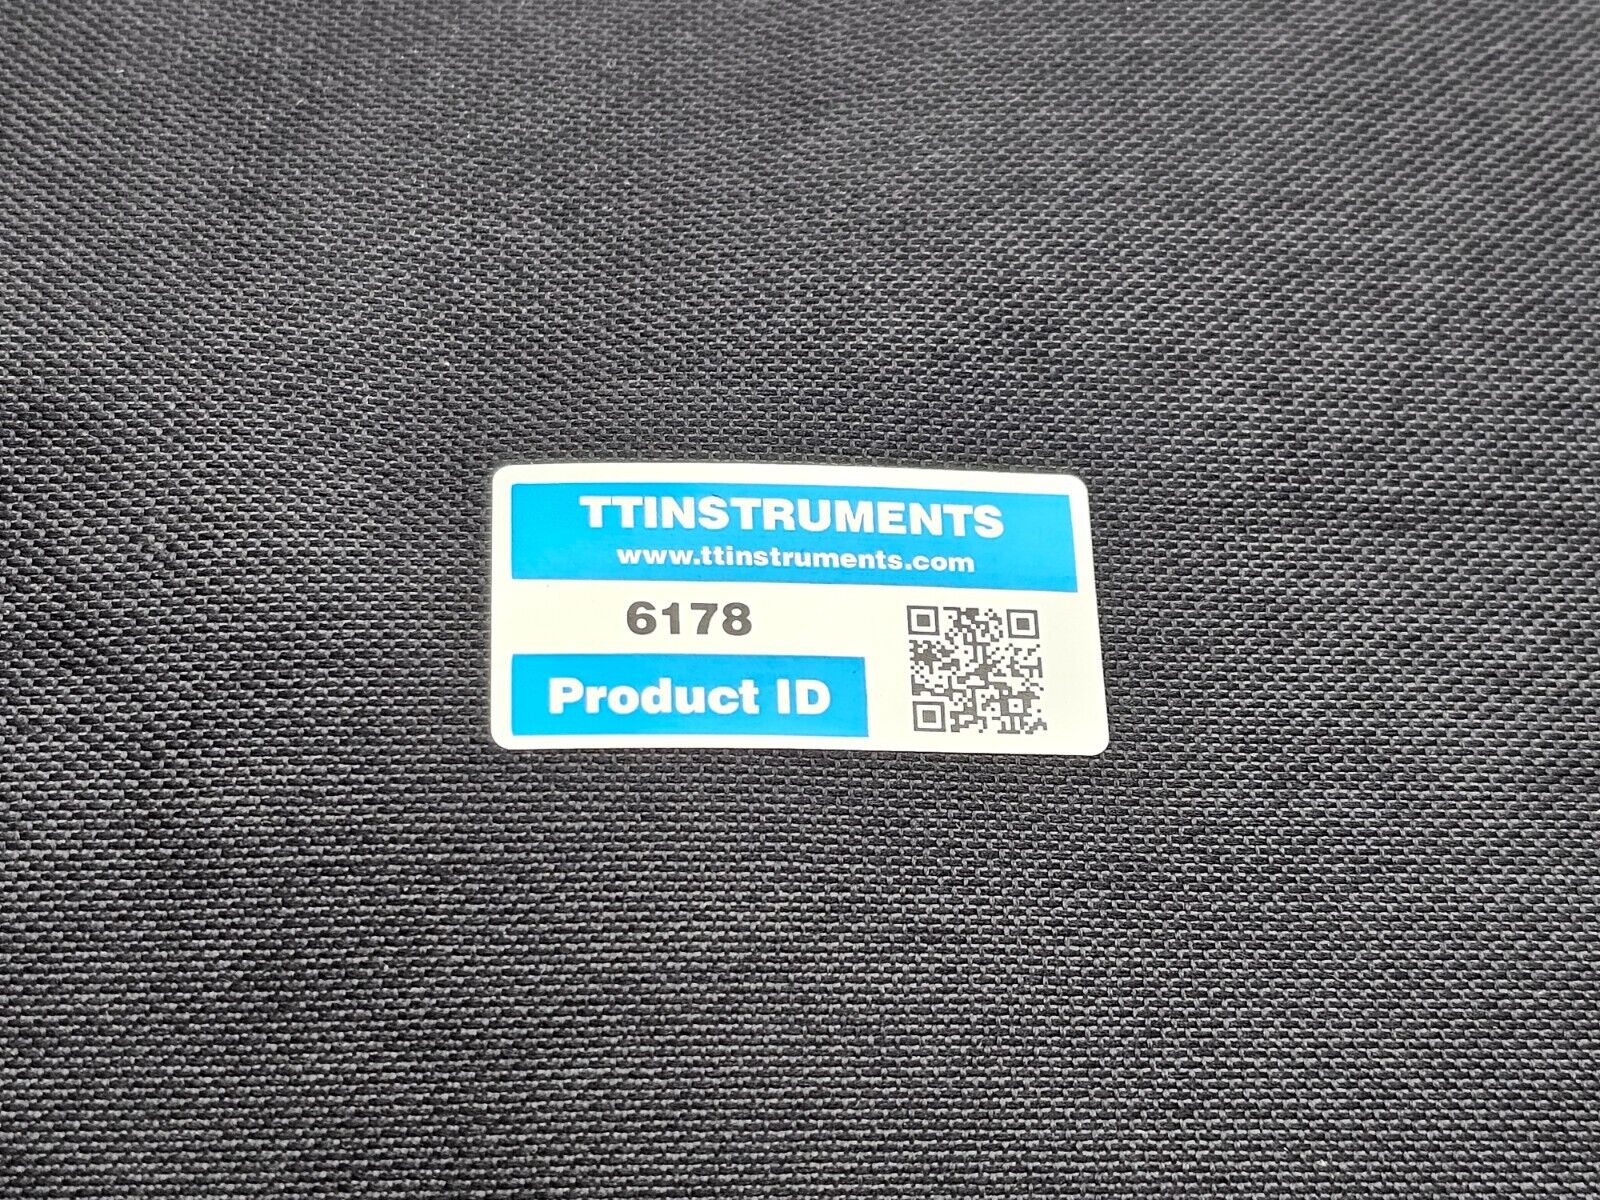 TTINSTRUMENTS
www.ttinstruments.com
6178
Product ID